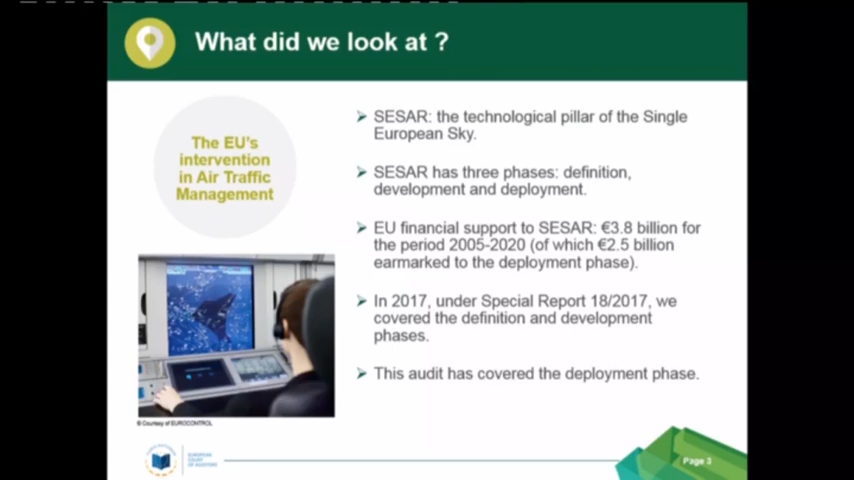 What did we look at ?
The EU's
intervention
in Air Traffic
Management
SESAR: the technological pillar of the Single
European Sky.
SESAR has three phases: definition,
development and deployment.
EU financial support to SESAR: €3.8 billion for
the period 2005-2020 (of which €2.5 billion
earmarked to the deployment phase).
In 2017, under Special Report 18/2017, we
covered the definition and development
phases.
This audit has covered the deployment phase.
© Courtesy of EUROCONTROL
EUROPEAN
COURT
OF AUDITORS
Page 3